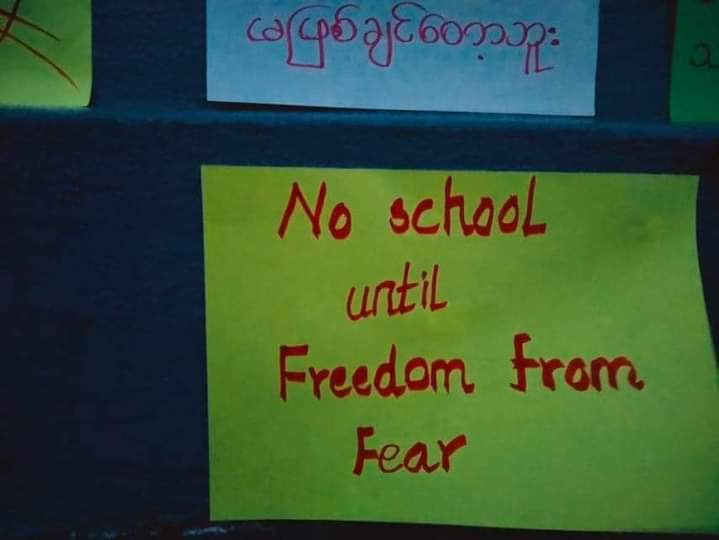 မဖြစ်ချင်တော့ဘူး
No school
until
Freedom from
Fear